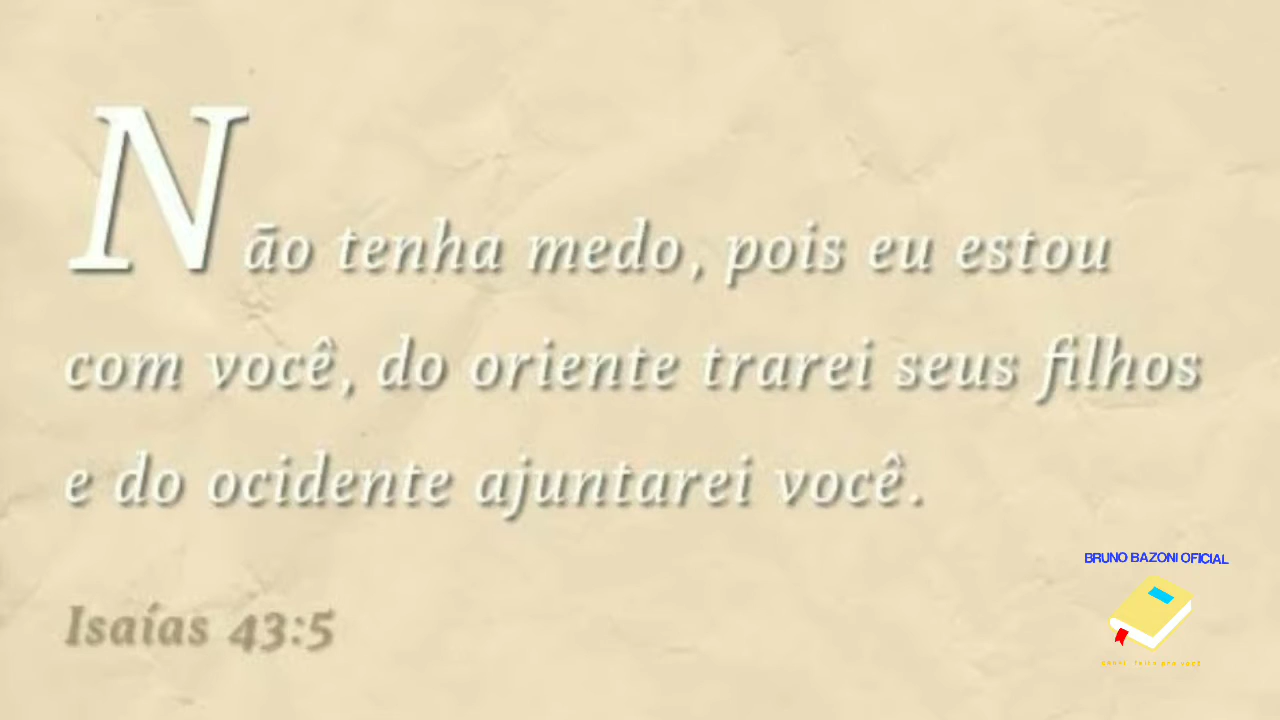 Não tenha medo, pois eu estou
com você, do oriente trarei seus filhos
e do ocidente ajuntarei você.
Isaías 43:5
BRUNO BAZONI OFICIAL